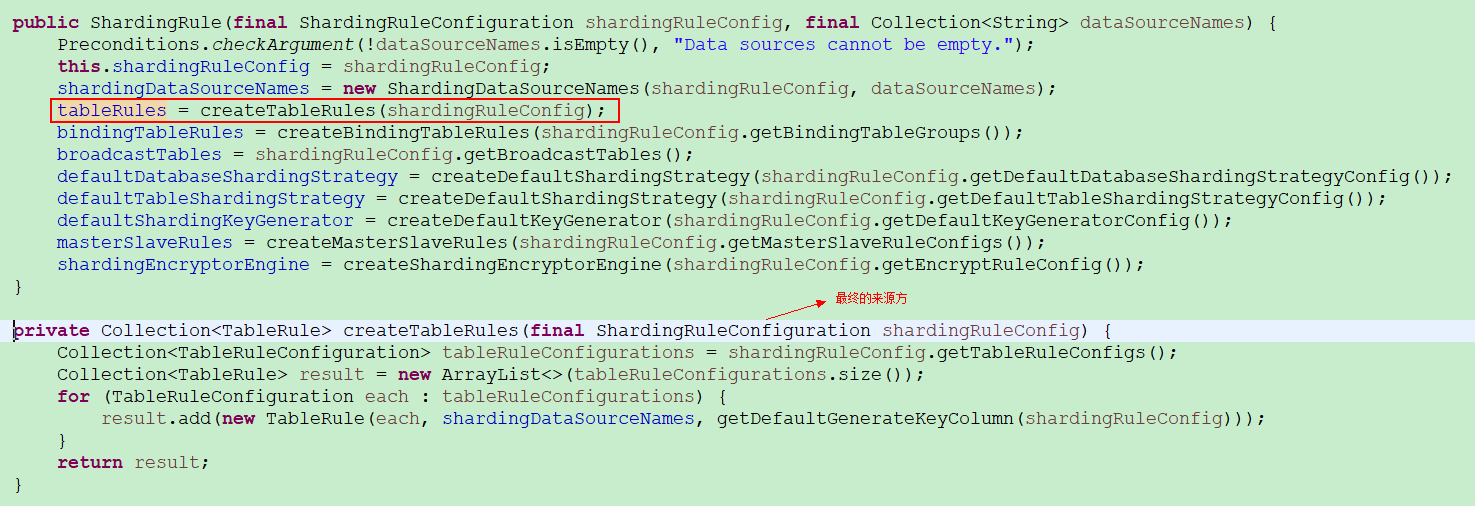 public ShardingRule(final ShardingRuleConfiguration shardingRuleConfig, final Collection<String> dataSourceNames) {
    Preconditions.checkArgument(!dataSourceNames.isEmpty(), "Data sources cannot be empty.");
    this.shardingRuleConfig = shardingRuleConfig;
    shardingDataSourceNames = new ShardingDataSourceNames(shardingRuleConfig, dataSourceNames);
    tableRules = createTableRules(shardingRuleConfig);
    bindingTableRules = createBindingTableRules(shardingRuleConfig.getBindingTableGroups());
    broadcastTables = shardingRuleConfig.getBroadcastTables();
    defaultDatabaseShardingStrategy = createDefaultShardingStrategy(shardingRuleConfig.getDefaultDatabaseShardingStrategyConfig());
    defaultTableShardingStrategy = createDefaultShardingStrategy(shardingRuleConfig.getDefaultTableShardingStrategyConfig());
    defaultShardingKeyGenerator = createDefaultKeyGenerator(shardingRuleConfig.getDefaultKeyGeneratorConfig());
    masterSlaveRules = createMasterSlaveRules(shardingRuleConfig.getMasterSlaveRuleConfigs());
    shardingEncryptorEngine = createShardingEncryptorEngine(shardingRuleConfig.getEncryptRuleConfig());
}
最终的来源方
private Collection<TableRule> createTableRules(final ShardingRuleConfiguration shardingRuleConfig) {
    Collection<TableRuleConfiguration> tableRuleConfigurations = shardingRuleConfig.getTableRuleConfigs();
    Collection<TableRule> result = new ArrayList<>(tableRuleConfigurations.size());
    for (TableRuleConfiguration each : tableRuleConfigurations) {
        result.add(new TableRule(each, shardingDataSourceNames, getDefaultGenerateKeyColumn(shardingRuleConfig)));
    }
    return result;
}